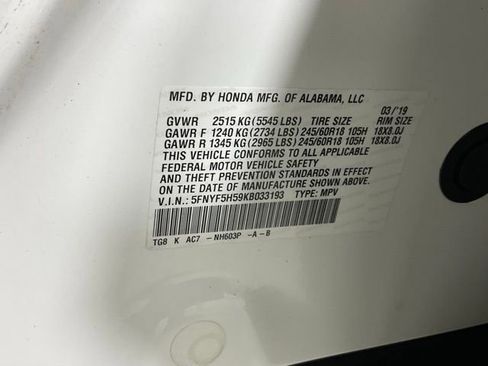 MFD. BY HONDA MFG. OF ALABAMA, LLC
03/'19
GVWR 2515 KG (5545 LBS) TIRE SIZE RIM SIZE
GAWR F 1240 KG (2734 LBS) 245/60R18 105H 18X8.0J
GAWR R 1345 KG (2965 LBS) 245/60R18 105H 18X8.0J
THIS VEHICLE CONFORMS TO ALL APPLICABLE
FEDERAL MOTOR VEHICLE SAFETY
AND THEFT PREVENTION STANDARDS IN EFFECT
ON THE DATE OF MANUFACTURE SHOWN ABOVE.
V.I.N.: 5FNYF5H59KB033193 TYPE: MPV
TG8 K AC7 -NH603P -A -B